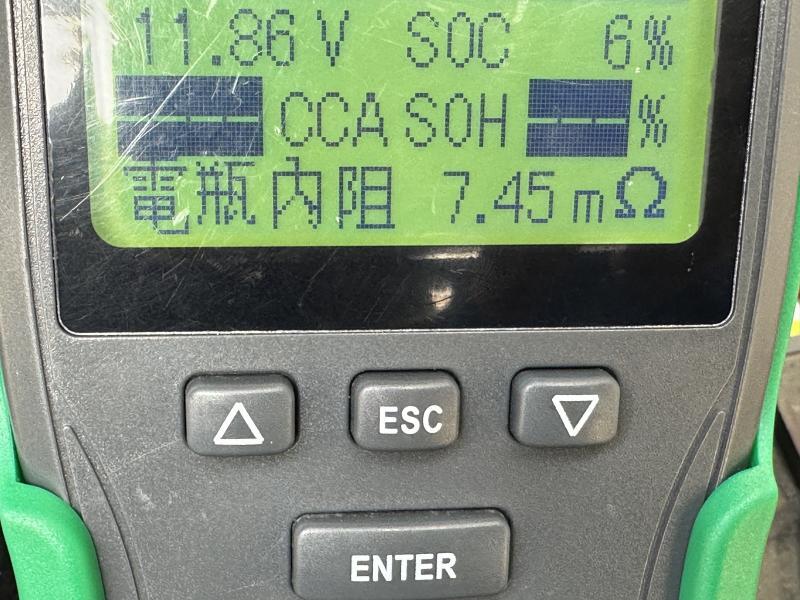 11.86 V SOC 6%
---- CCA SOH ---%
電瓶內阻 7.45 mΩ
△ ESC ▽
ENTER